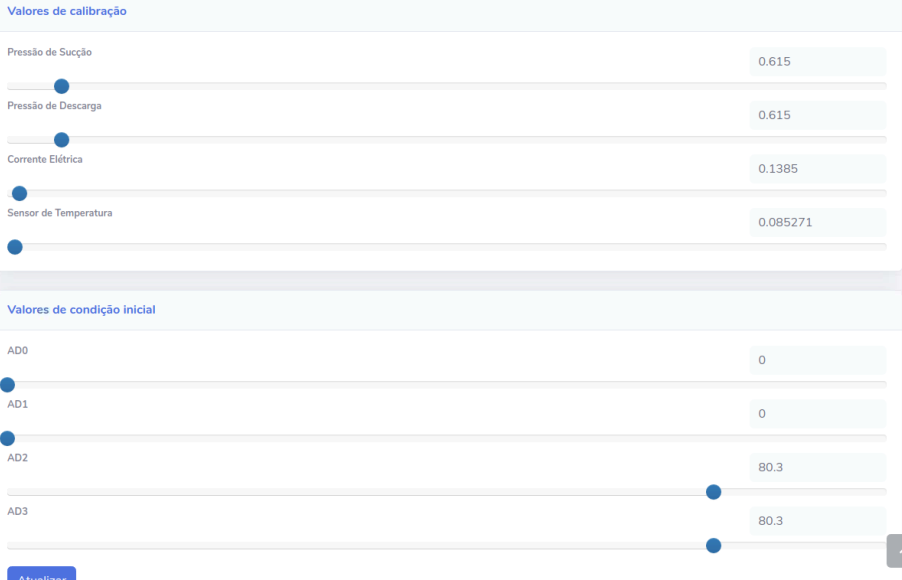 Valores de calibração
Pressão de Sucção
0.615
Pressão de Descarga
0.615
Corrente Elétrica
0.1385
Sensor de Temperatura
0.085271
Valores de condição inicial
AD0
0
AD1
0
AD2
80.3
AD3
80.3
Atualizar